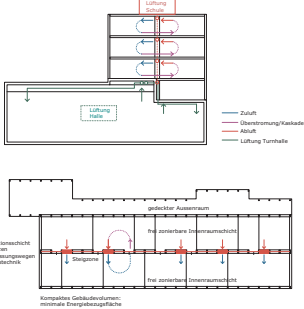 Lüftung
Schule
Lüftung
Halle
Zuluft
Überströmung/Kaskade
Abluft
Lüftung Turnhalle
gedeckter Aussenraum
frei zonierbare Innenraumschicht
Steigzone
frei zonierbare Innenraumschicht
Kompaktes Gebäudevolumen:
minimale Energiebezugsfläche